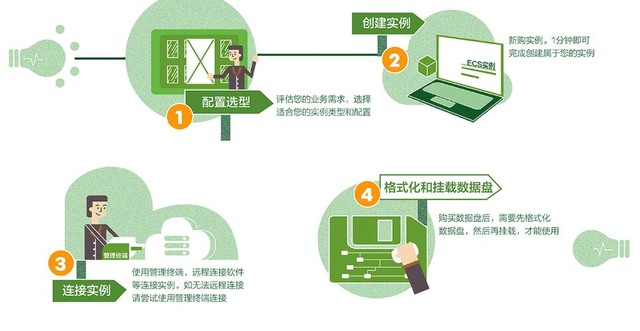 1
配置选型
评估您的业务需求，选择
适合您的实例类型和配置
创建实例
2
ECS实例
新购实例。1分钟即可
完成创建属于您的实例
3
管理终端
连接实例
使用管理终端、远程连接软件
等连接实例。如无法远程连接
请尝试使用管理终端连接
4
格式化和挂载数据盘
购买数据盘后，需要先格式化
数据盘，然后再挂载，才能使用